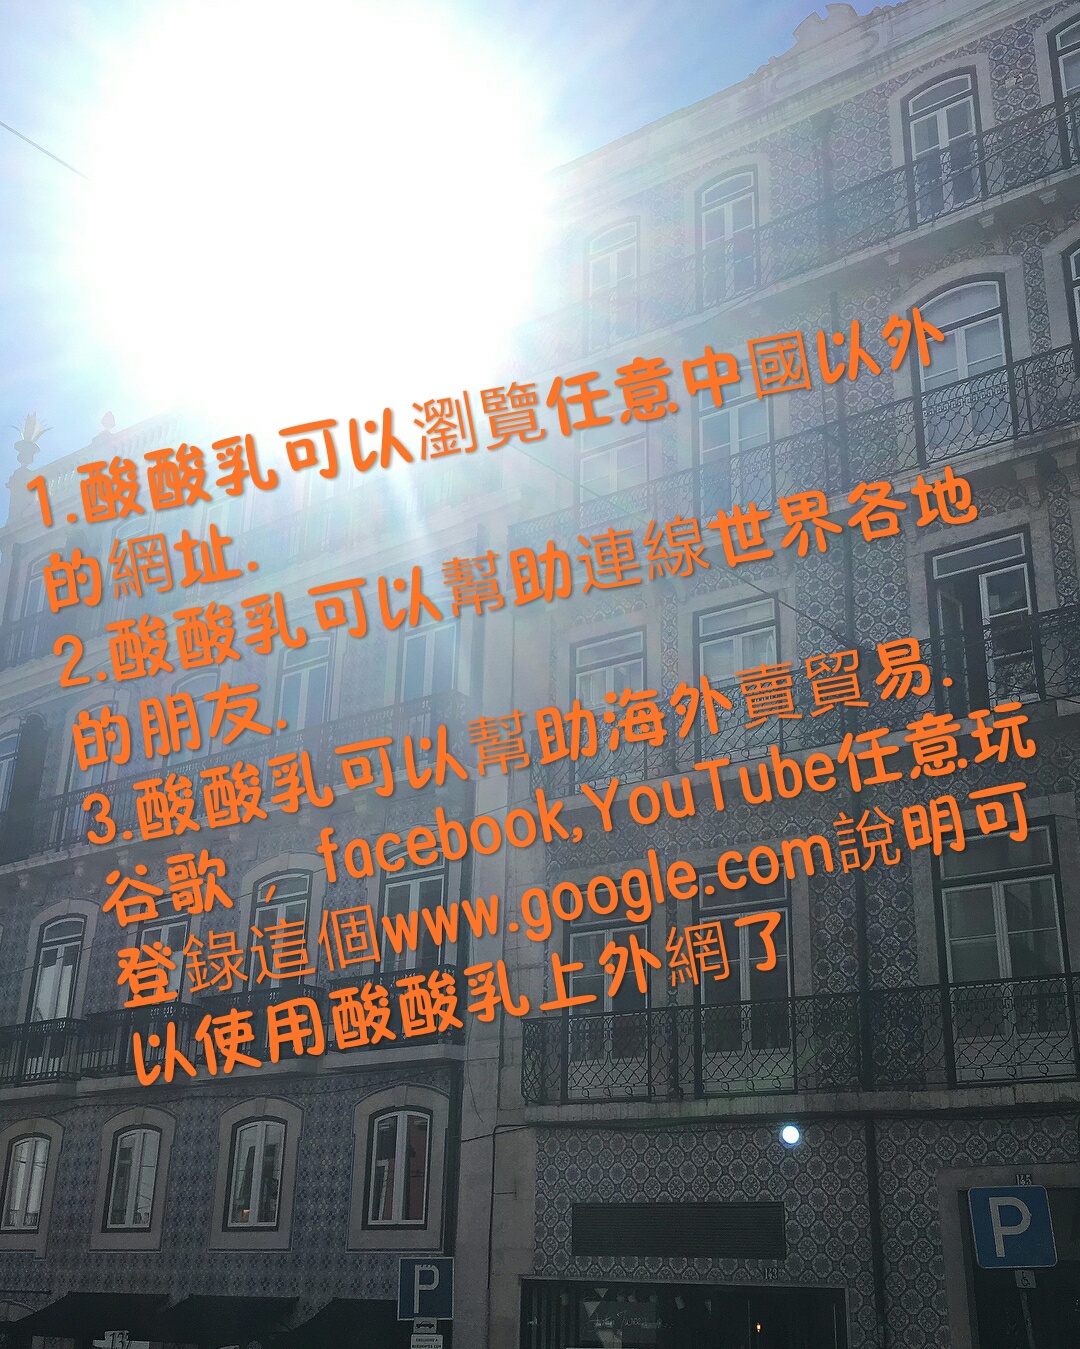 1.酸酸乳可以瀏覽任意中國以外
的網址.
2.酸酸乳可以幫助連線世界各地
的朋友.
3.酸酸乳可以幫助海外賣貿易.
谷歌，facebook,YouTube任意玩
登錄這個www.google.com說明可
以使用酸酸乳上外網了
135
P
P
139